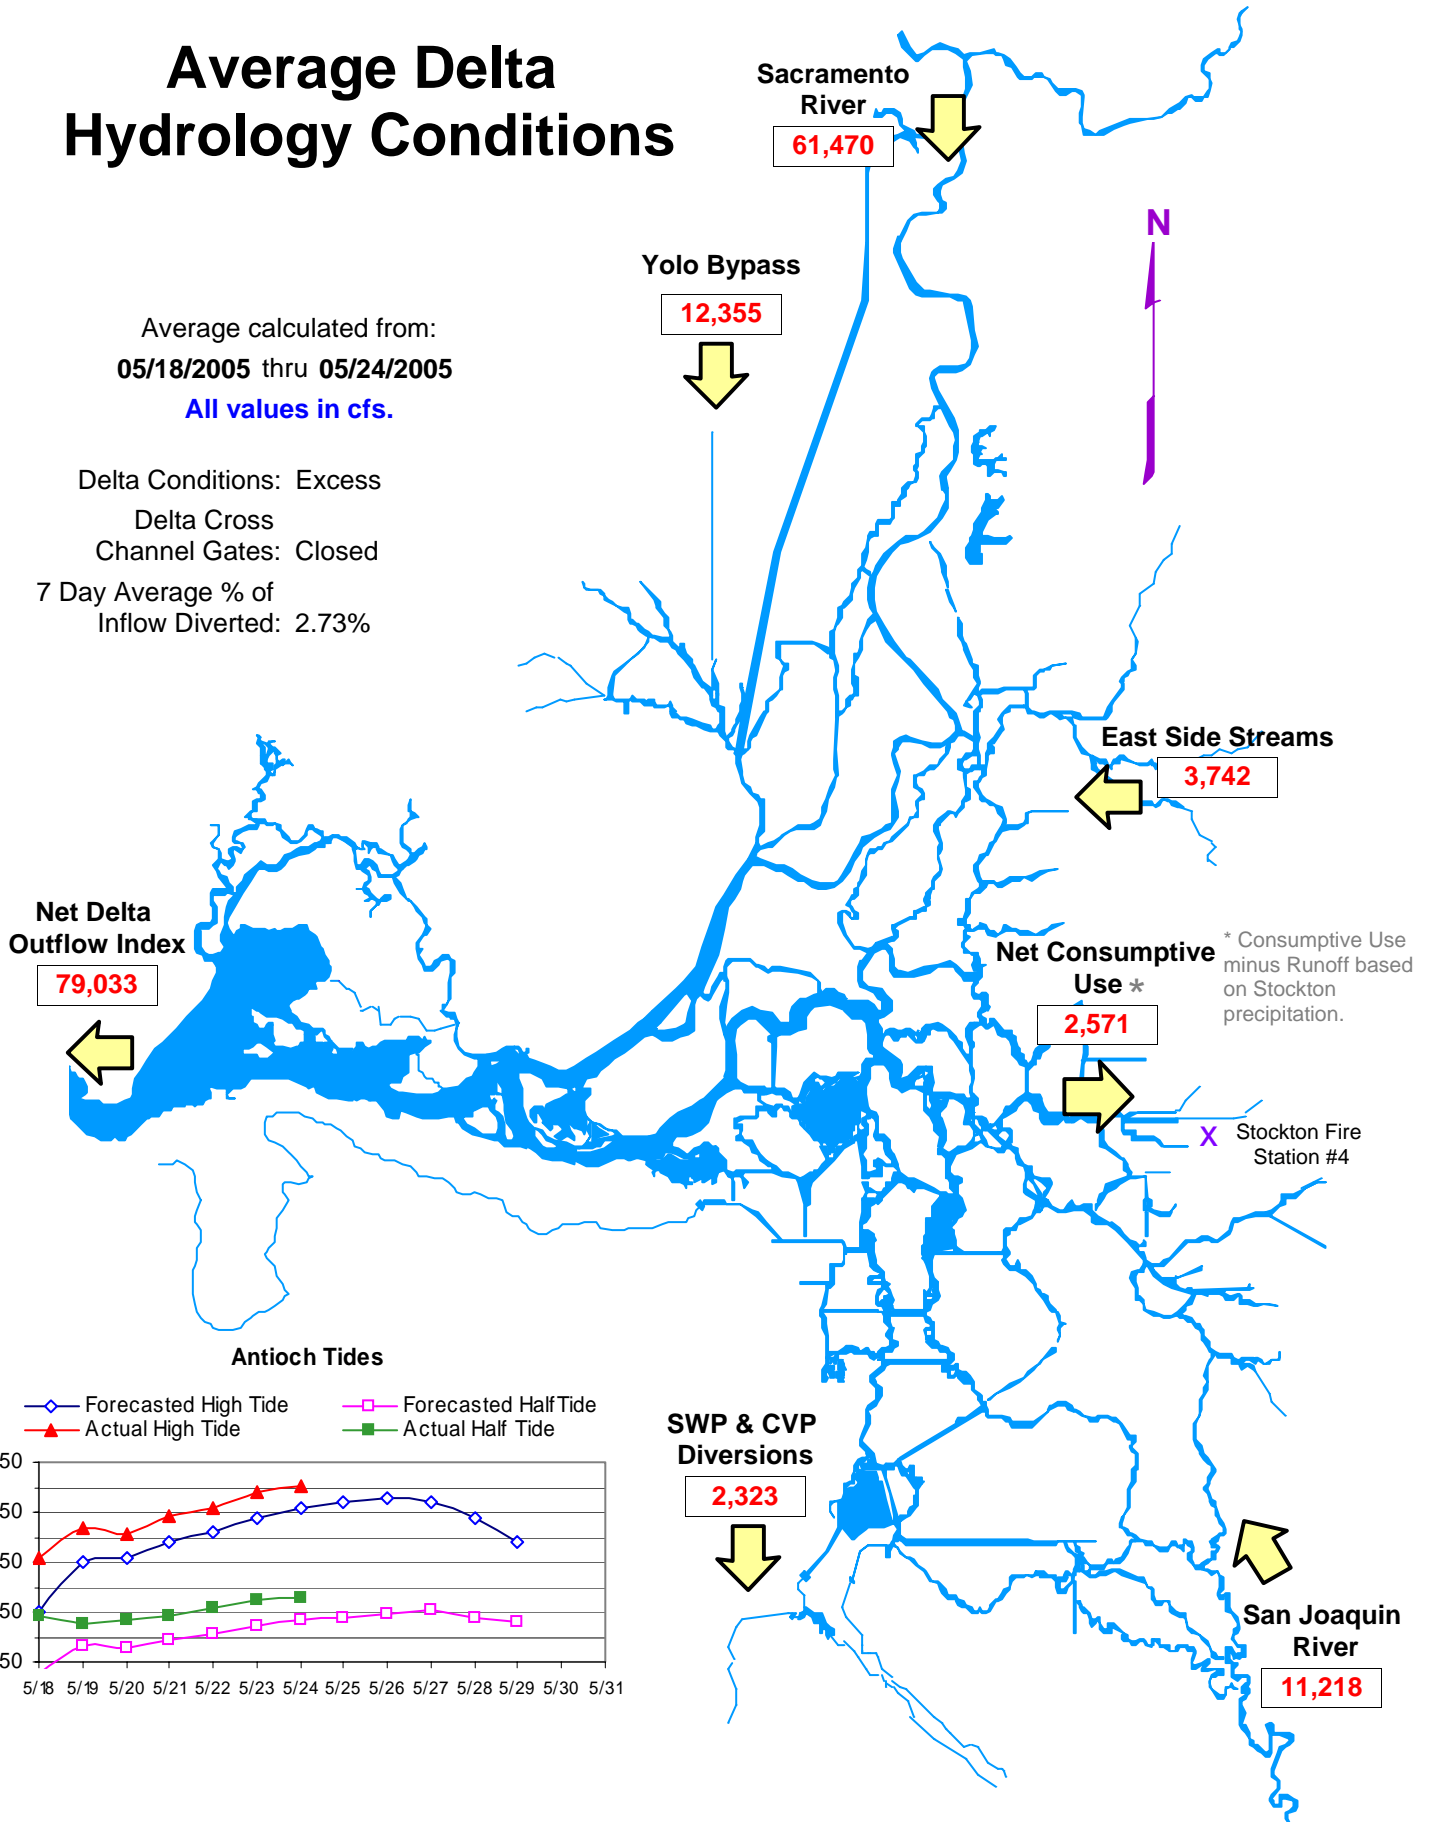 Average Delta
Hydrology Conditions
Sacramento
River
61,470
N
Yolo Bypass
12,355
Average calculated from:
05/18/2005 thru 05/24/2005
All values in cfs.
Delta Conditions: Excess
Delta Cross
Channel Gates: Closed
7 Day Average % of
Inflow Diverted: 2.73%
East Side Streams
3,742
Net Delta
Outflow Index
79,033
Net Consumptive
Use *
2,571
* Consumptive Use
minus Runoff based
on Stockton
precipitation.
X Stockton Fire
Station #4
Antioch Tides
Forecasted High Tide Forecasted Half Tide
Actual High Tide Actual Half Tide
50
50
50
50
50
5/18 5/19 5/20 5/21 5/22 5/23 5/24 5/25 5/26 5/27 5/28 5/29 5/30 5/31
SWP & CVP
Diversions
2,323
San Joaquin
River
11,218